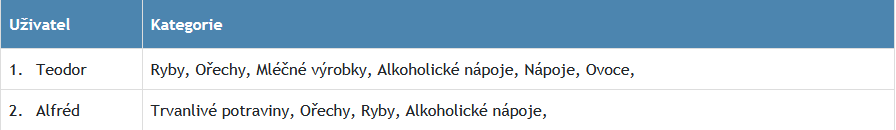 Uživatel Kategorie
1. Teodor Ryby, Ořechy, Mléčné výrobky, Alkoholické nápoje, Nápoje, Ovoce,
2. Alfréd Trvanlivé potraviny, Ořechy, Ryby, Alkoholické nápoje,